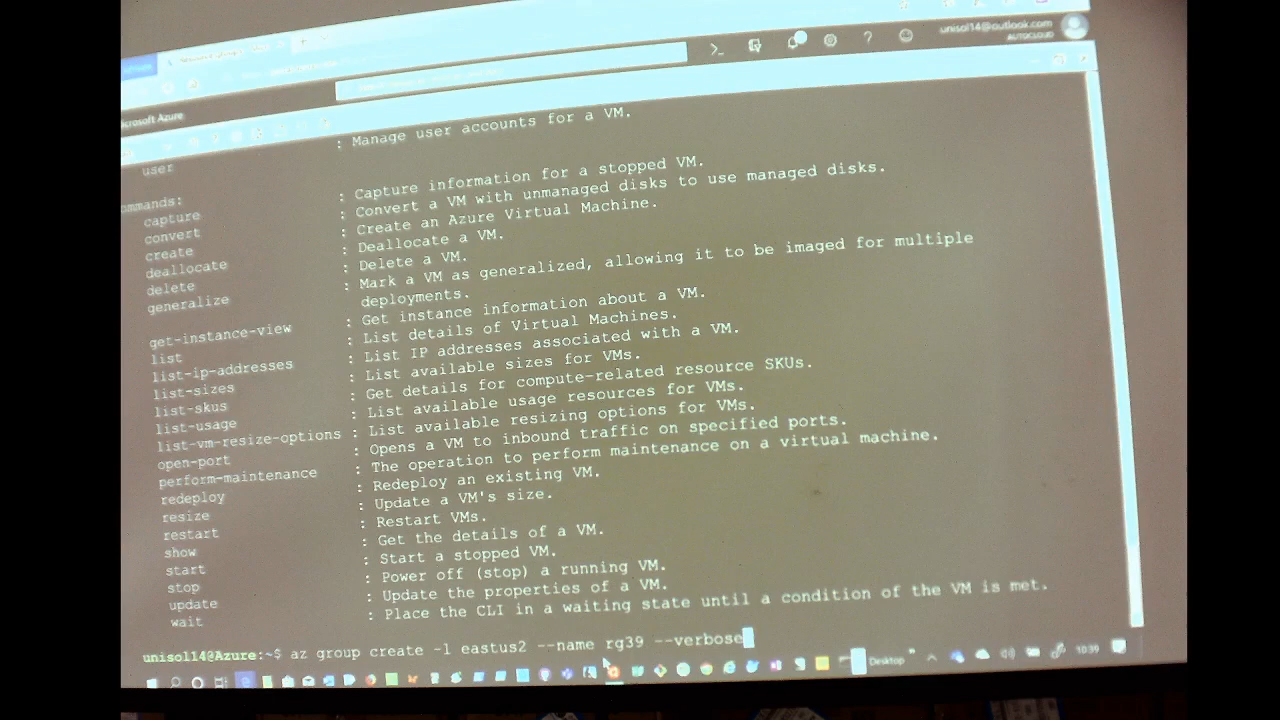 unisol14@outlook.com
AUTOCLOUD
Microsoft Azure
user : Manage user accounts for a VM.
ommands:
capture : Capture information for a stopped VM.
convert : Convert a VM with unmanaged disks to use managed disks.
create : Create an Azure Virtual Machine.
deallocate : Deallocate a VM.
delete : Delete a VM.
generalize : Mark a VM as generalized, allowing it to be imaged for multiple
deployments.
get-instance-view : Get instance information about a VM.
list : List details of Virtual Machines.
list-ip-addresses : List IP addresses associated with a VM.
list-sizes : List available sizes for VMs.
list-skus : Get details for compute-related resource SKUs.
list-usage : List available usage resources for VMs.
list-vm-resize-options : List available resizing options for VMs.
open-port : Opens a VM to inbound traffic on specified ports.
perform-maintenance : The operation to perform maintenance on a virtual machine.
redeploy : Redeploy an existing VM.
resize : Update a VM's size.
restart : Restart VMs.
show : Get the details of a VM.
start : Start a stopped VM.
stop : Power off (stop) a running VM.
update : Update the properties of a VM.
wait : Place the CLI in a waiting state until a condition of the VM is met.
unisol14@Azure:~$ az group create -l eastus2 --name rg39 --verbose
Desktop
10:39